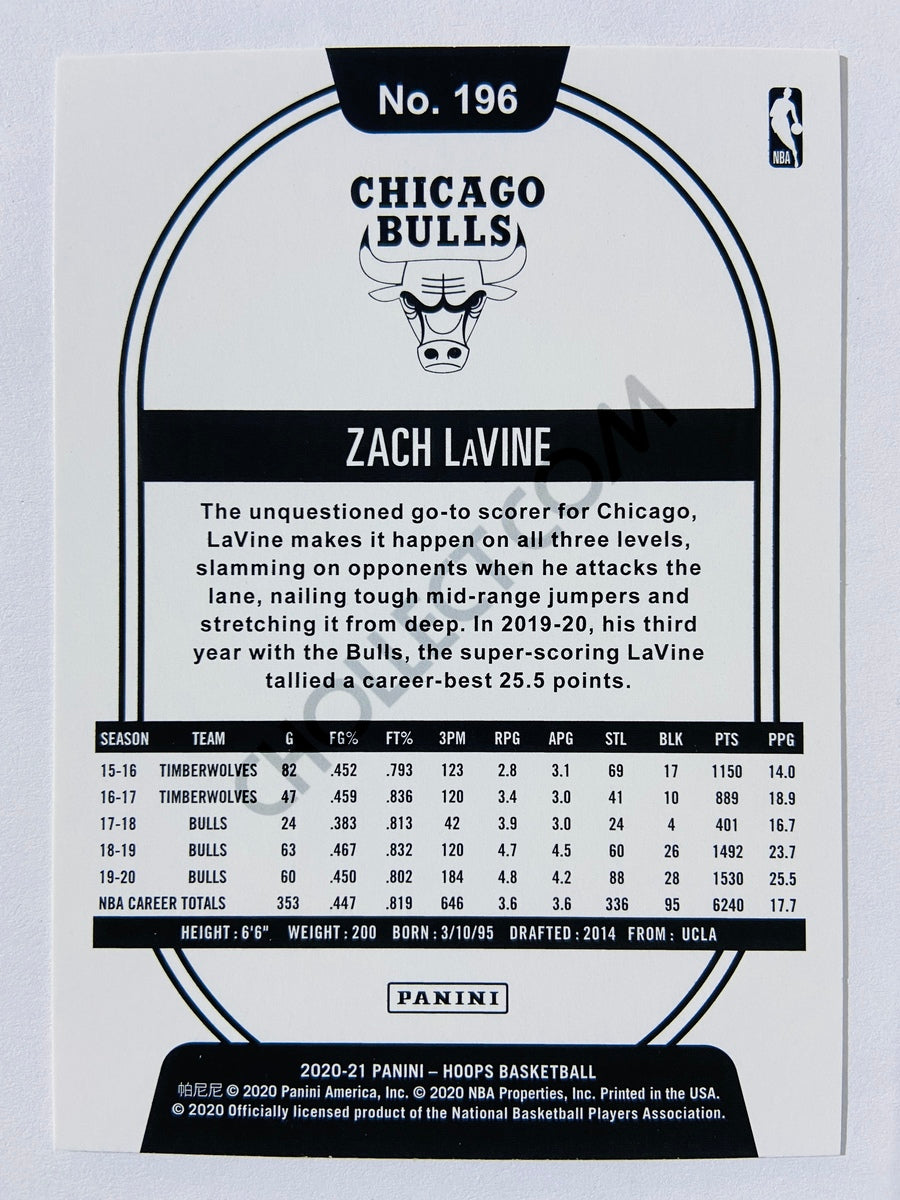 No. 196
NBA
CHICAGO
BULLS
ZACH LaVINE
The unquestioned go-to scorer for Chicago,
LaVine makes it happen on all three levels,
slamming on opponents when he attacks the
lane, nailing tough mid-range jumpers and
stretching it from deep. In 2019-20, his third
year with the Bulls, the super-scoring LaVine
tallied a career-best 25.5 points.
SEASON TEAM G FG% FT% 3PM RPG APG STL BLK PTS PPG
15-16 TIMBERWOLVES 82 .452 .793 123 2.8 3.1 69 17 1150 14.0
16-17 TIMBERWOLVES 47 .459 .836 120 3.4 3.0 41 10 889 18.9
17-18 BULLS 24 .383 .813 42 3.9 3.0 24 4 401 16.7
18-19 BULLS 63 .467 .832 120 4.7 4.5 60 26 1492 23.7
19-20 BULLS 60 .450 .802 184 4.8 4.2 88 28 1530 25.5
NBA CAREER TOTALS 353 .447 .819 646 3.6 3.6 336 95 6240 17.7
HEIGHT: 6'6" WEIGHT: 200 BORN: 3/10/95 DRAFTED: 2014 FROM: UCLA
PANINI
2020-21 PANINI – HOOPS BASKETBALL
帕尼尼 © 2020 Panini America, Inc. © 2020 NBA Properties, Inc. Printed in the USA.
© 2020 Officially licensed product of the National Basketball Players Association.
CHOLLECT.COM